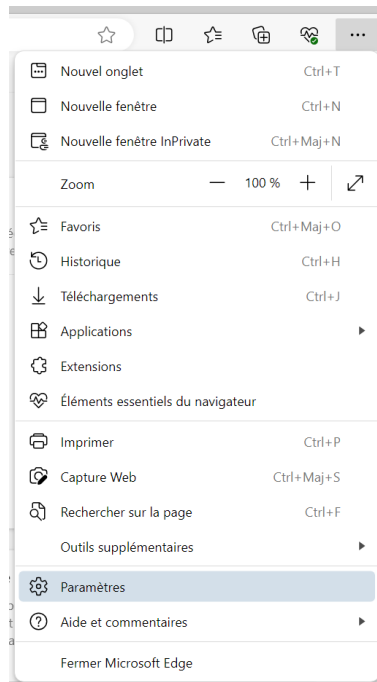 Nouvel onglet Ctrl+T
Nouvelle fenêtre Ctrl+N
Nouvelle fenêtre InPrivate Ctrl+Maj+N
Zoom — 100 % +
Favoris Ctrl+Maj+O
Historique Ctrl+H
Téléchargements Ctrl+J
Applications
Extensions
Éléments essentiels du navigateur
Imprimer Ctrl+P
Capture Web Ctrl+Maj+S
Rechercher sur la page Ctrl+F
Outils supplémentaires
Paramètres
Aide et commentaires
Fermer Microsoft Edge